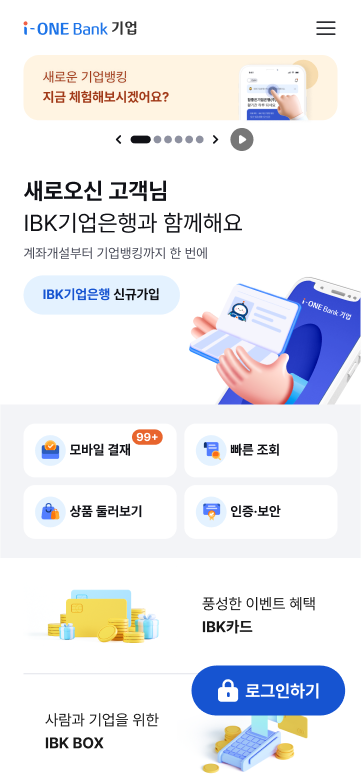 i-ONE Bank 기업
새로운 기업뱅킹
지금 체험해보시겠어요?
새로오신 고객님
IBK기업은행과 함께해요
계좌개설부터 기업뱅킹까지 한 번에
IBK기업은행 신규가입
i-ONE Bank 기업
모바일 결재
99+
빠른 조회
상품 둘러보기
인증·보안
풍성한 이벤트 혜택
IBK카드
로그인하기
사람과 기업을 위한
IBK BOX